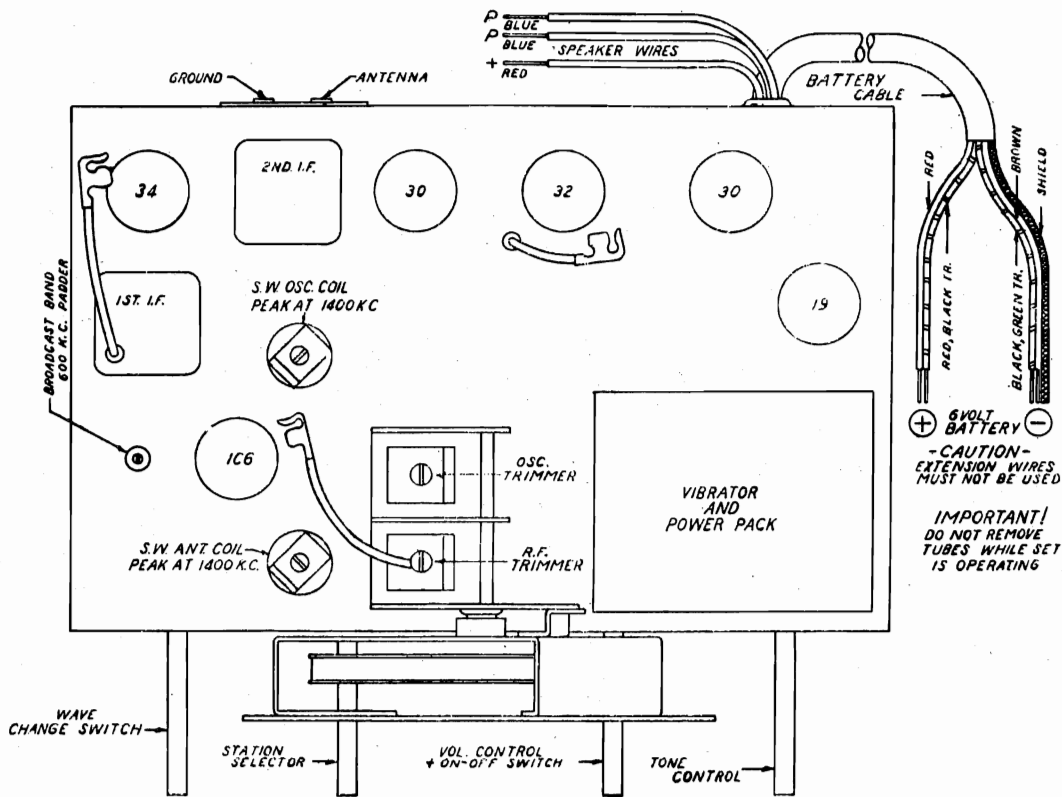 P BLUE
P BLUE SPEAKER WIRES
+ RED
GROUND
ANTENNA
BATTERY
CABLE
34
2ND. I.F.
30
32
30
RED
BROWN
SHIELD
RED, BLACK TR.
BLACK, GREEN TR.
1ST. I.F.
S.W. OSC. COIL
PEAK AT 1400 KC
19
BROADCAST BAND
600 K.C. PADDER
+ 6 VOLT −
BATTERY
-CAUTION-
EXTENSION WIRES
MUST NOT BE USED
1C6
OSC.
TRIMMER
VIBRATOR
AND
POWER PACK
IMPORTANT!
DO NOT REMOVE
TUBES WHILE SET
IS OPERATING
S.W. ANT. COIL
PEAK AT 1400 K.C.
R.F.
TRIMMER
WAVE
CHANGE SWITCH
STATION
SELECTOR
VOL. CONTROL
+ ON-OFF SWITCH
TONE
CONTROL